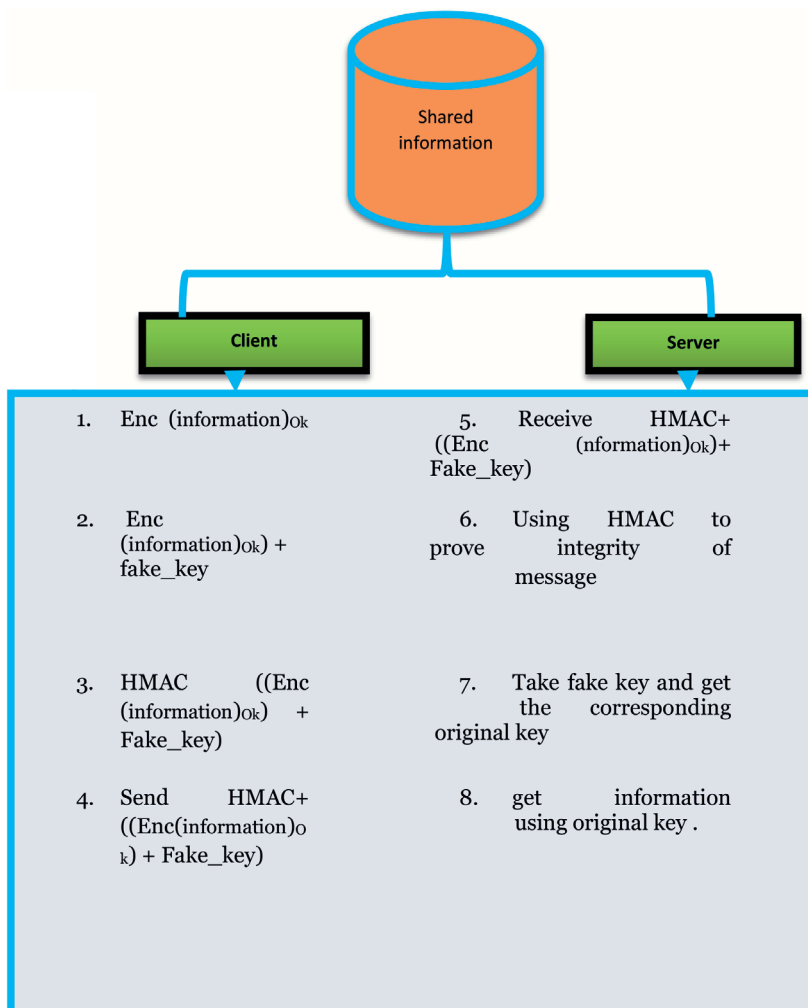 Shared
information
Client
Server
1. Enc (information)Ok
2. Enc
(information)Ok) +
fake_key
3. HMAC ((Enc
(information)Ok) +
Fake_key)
4. Send HMAC+
((Enc(information)O
k) + Fake_key)
5. Receive HMAC+
((Enc (nformation)Ok)+
Fake_key)
6. Using HMAC to
prove integrity of
message
7. Take fake key and get
the corresponding
original key
8. get information
using original key .